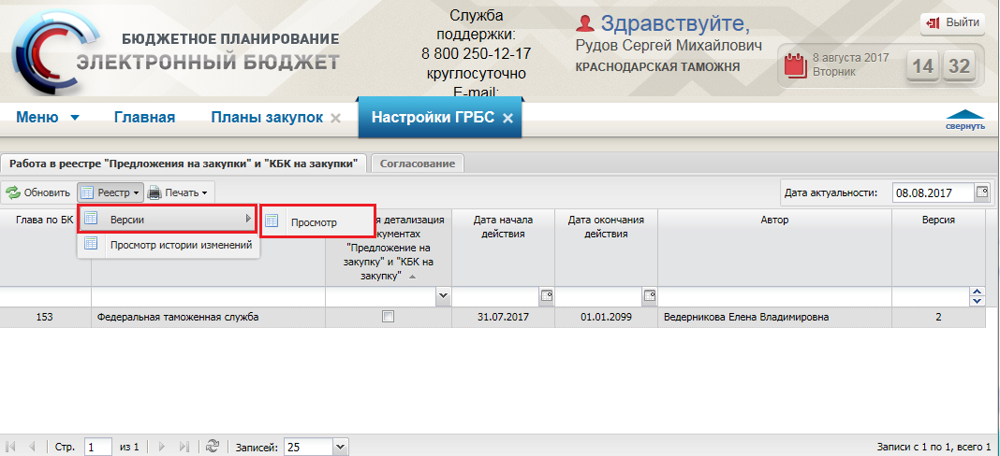 БЮДЖЕТНОЕ ПЛАНИРОВАНИЕ
ЭЛЕКТРОННЫЙ БЮДЖЕТ
Служба
поддержки:
8 800 250-12-17
круглосуточно
E-mail:
Здравствуйте,
Рудов Сергей Михайлович
КРАСНОДАРСКАЯ ТАМОЖНЯ
Выйти
8 августа 2017
Вторник
14 32
Меню Главная Планы закупок Настройки ГРБС
свернуть
Работа в реестре "Предложения на закупки" и "КБК на закупки" Согласование
Обновить Реестр Печать Дата актуальности: 08.08.2017
Версии
Просмотр
Просмотр истории изменений
Глава по БК
я детализация
кументах
"Предложение на
закупку" и "КБК на
закупку"
Дата начала
действия
Дата окончания
действия
Автор
Версия
153 Федеральная таможенная служба 31.07.2017 01.01.2099 Ведерникова Елена Владимировна 2
Стр. 1 из 1 Записей: 25 Записи с 1 по 1, всего 1